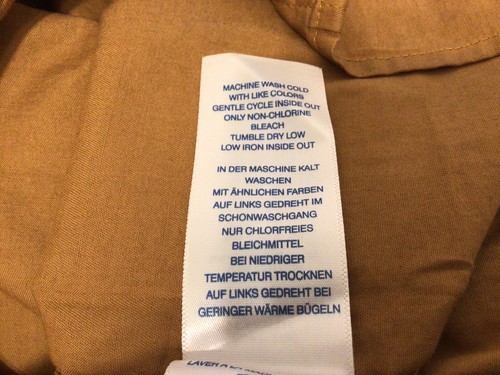 MACHINE WASH COLD
WITH LIKE COLORS
GENTLE CYCLE INSIDE OUT
ONLY NON-CHLORINE
BLEACH
TUMBLE DRY LOW
LOW IRON INSIDE OUT
IN DER MASCHINE KALT
WASCHEN
MIT ÄHNLICHEN FARBEN
AUF LINKS GEDREHT IM
SCHONWASCHGANG
NUR CHLORFREIES
BLEICHMITTEL
BEI NIEDRIGER
TEMPERATUR TROCKNEN
AUF LINKS GEDREHT BEI
GERINGER WÄRME BÜGELN
LAVER